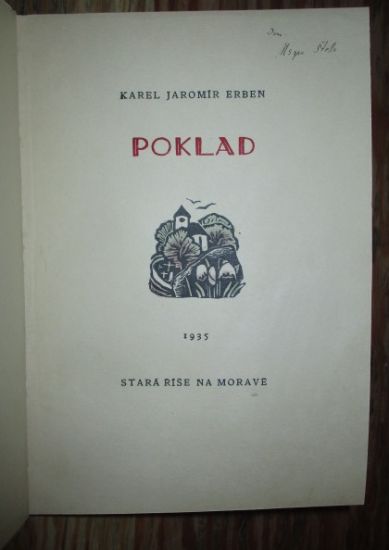 KAREL JAROMÍR ERBEN
POKLAD
1935
STARÁ ŘÍŠE NA MORAVĚ